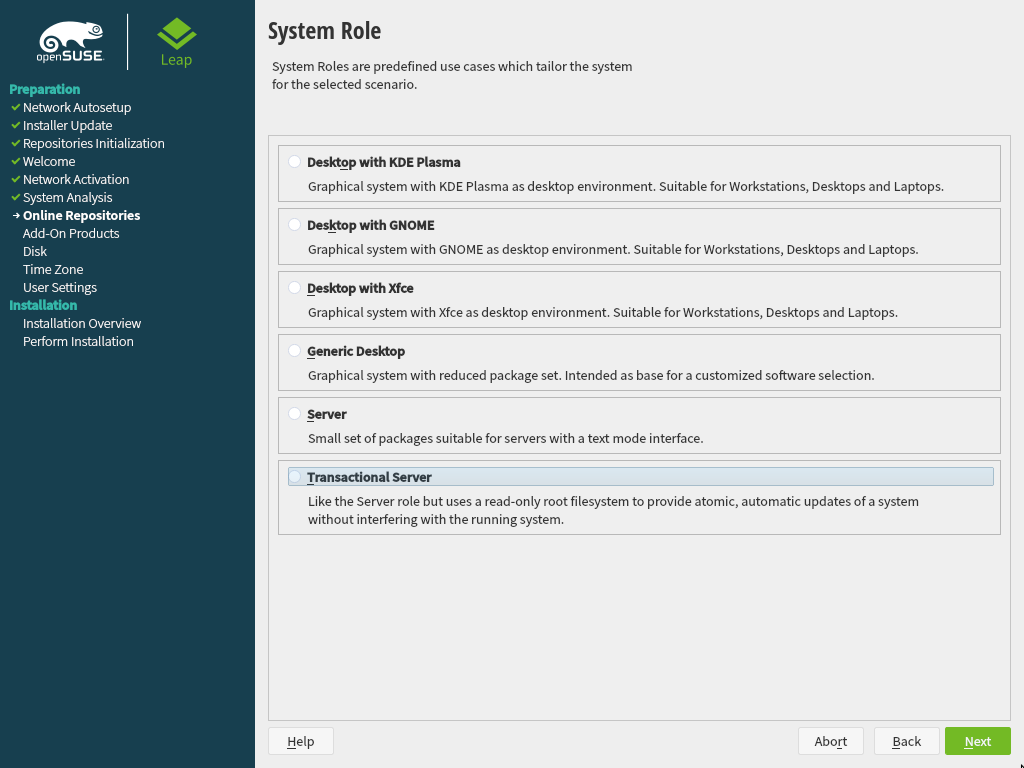 openSUSE
Leap
Preparation
Network Autosetup
Installer Update
Repositories Initialization
Welcome
Network Activation
System Analysis
Online Repositories
Add-On Products
Disk
Time Zone
User Settings
Installation
Installation Overview
Perform Installation
System Role
System Roles are predefined use cases which tailor the system
for the selected scenario.
Desktop with KDE Plasma
Graphical system with KDE Plasma as desktop environment. Suitable for Workstations, Desktops and Laptops.
Desktop with GNOME
Graphical system with GNOME as desktop environment. Suitable for Workstations, Desktops and Laptops.
Desktop with Xfce
Graphical system with Xfce as desktop environment. Suitable for Workstations, Desktops and Laptops.
Generic Desktop
Graphical system with reduced package set. Intended as base for a customized software selection.
Server
Small set of packages suitable for servers with a text mode interface.
Transactional Server
Like the Server role but uses a read-only root filesystem to provide atomic, automatic updates of a system
without interfering with the running system.
Help
Abort
Back
Next